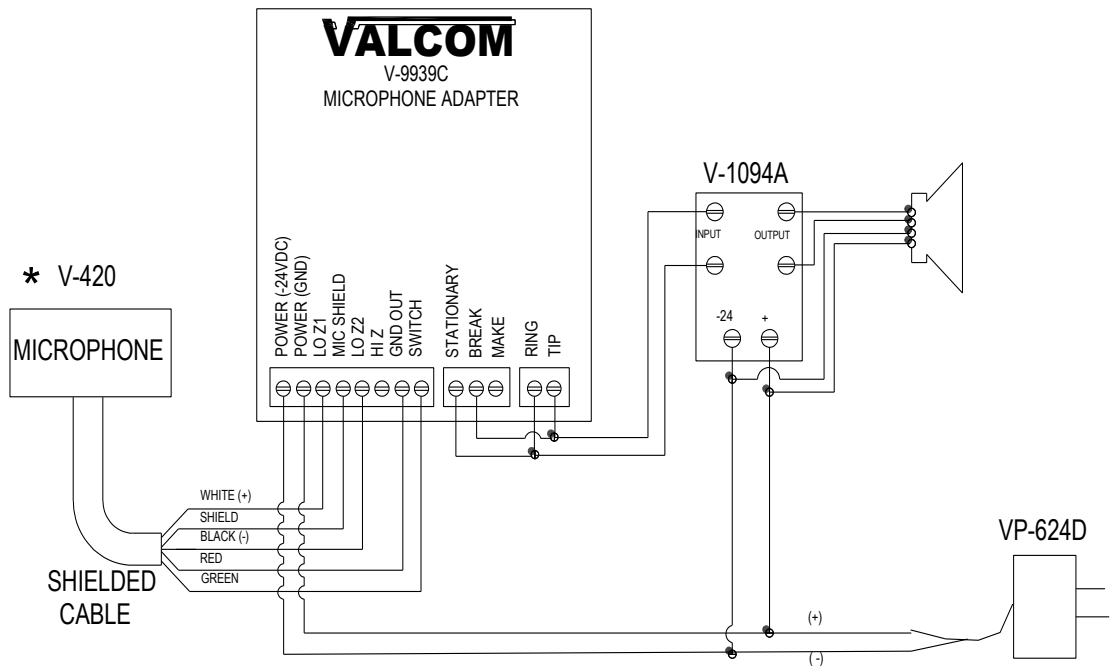 VALCOM
V-9939C
MICROPHONE ADAPTER
POWER (-24VDC)
POWER (GND)
LO Z1
MIC SHIELD
LO Z2
HI Z
GND OUT
SWITCH
STATIONARY
BREAK
MAKE
RING
TIP
V-1094A
INPUT
OUTPUT
-24
+
* V-420
MICROPHONE
WHITE (+)
SHIELD
BLACK (-)
RED
GREEN
SHIELDED
CABLE
VP-624D
(+)
(-)